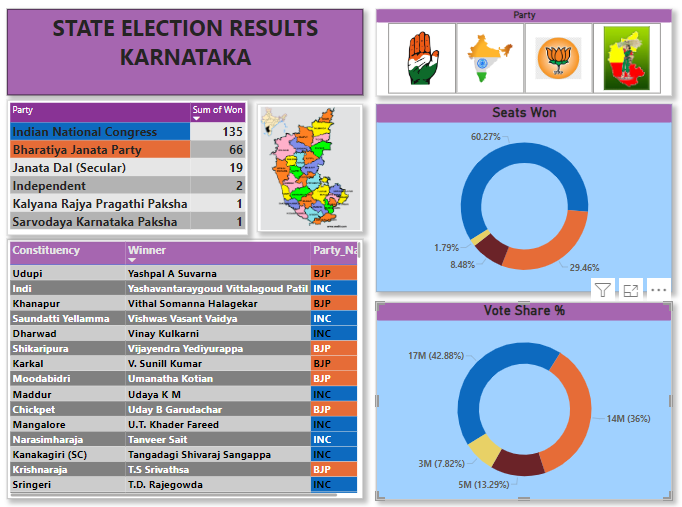 STATE ELECTION RESULTS
KARNATAKA
Party
Party Sum of Won
Indian National Congress 135
Bharatiya Janata Party 66
Janata Dal (Secular) 19
Independent 2
Kalyana Rajya Pragathi Paksha 1
Sarvodaya Karnataka Paksha 1
Seats Won
60.27%
1.79%
8.48%
29.46%
Constituency Winner Party_Na
Udupi Yashpal A Suvarna BJP
Indi Yashavantaraygoud Vittalagoud Patil INC
Khanapur Vithal Somanna Halagekar BJP
Saundatti Yellamma Vishwas Vasant Vaidya INC
Dharwad Vinay Kulkarni INC
Shikaripura Vijayendra Yediyurappa BJP
Karkal V. Sunill Kumar BJP
Moodabidri Umanatha Kotian BJP
Maddur Udaya K M INC
Chickpet Uday B Garudachar BJP
Mangalore U.T. Khader Fareed INC
Narasimharaja Tanveer Sait INC
Kanakagiri (SC) Tangadagi Shivaraj Sangappa INC
Krishnaraja T.S Srivathsa BJP
Sringeri T.D. Rajegowda INC
Vote Share %
17M (42.88%)
14M (36%)
3M (7.82%)
5M (13.29%)